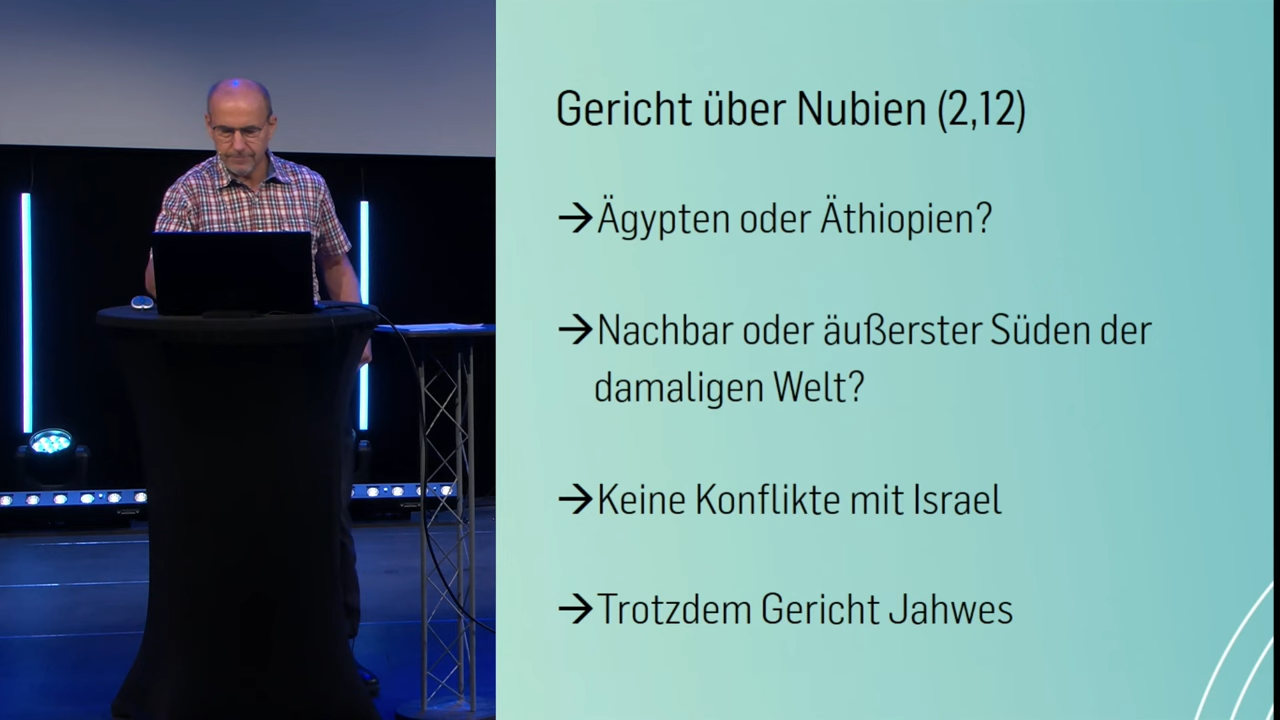 Gericht über Nubien (2,12)
→Ägypten oder Äthiopien?
→Nachbar oder äußerster Süden der
damaligen Welt?
→Keine Konflikte mit Israel
→Trotzdem Gericht Jahwes